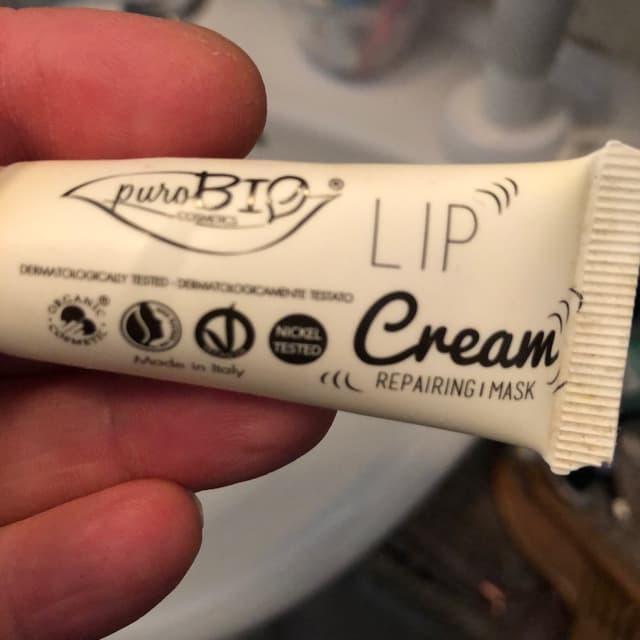 puroBIO®
COSMETICS
LIP
DERMATOLOGICALLY TESTED - DERMATOLOGICAMENTE TESTATO
ORGANIC®
COSMETIC
NICKEL
TESTED
Cream
REPAIRING | MASK
Made in Italy